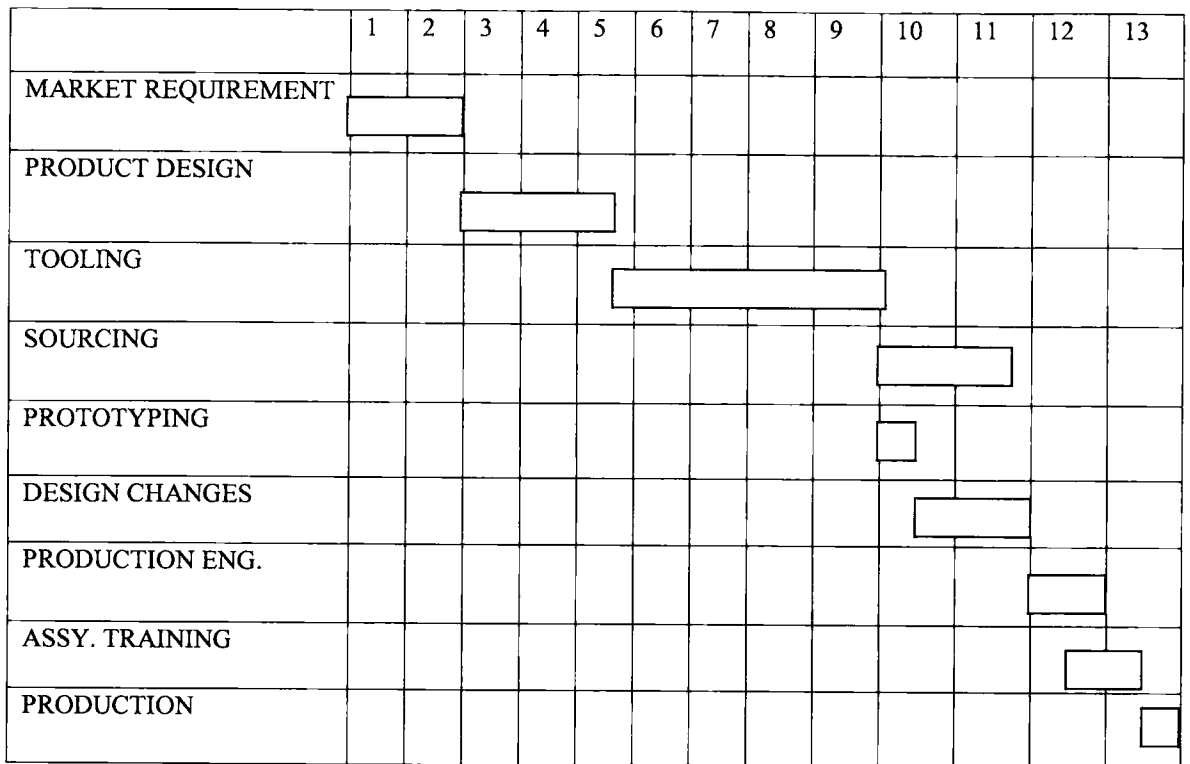 1 2 3 4 5 6 7 8 9 10 11 12 13
MARKET REQUIREMENT
PRODUCT DESIGN
TOOLING
SOURCING
PROTOTYPING
DESIGN CHANGES
PRODUCTION ENG.
ASSY. TRAINING
PRODUCTION